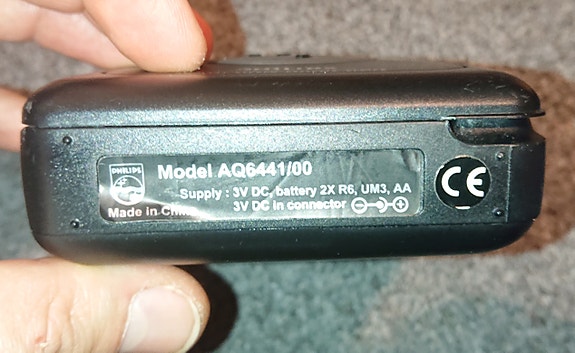 PHILIPS
Model AQ6441/00
Supply : 3V DC, battery 2X R6, UM3, AA
Made in China
3V DC in connector
CE